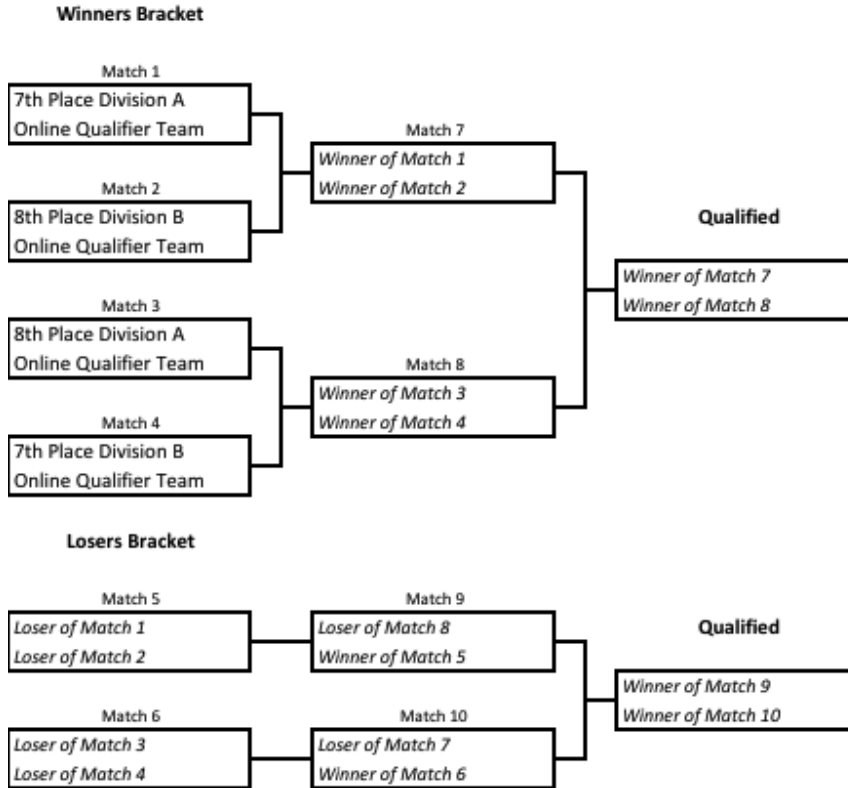 Winners Bracket
Match 1
7th Place Division A
Online Qualifier Team
Match 7
Winner of Match 1
Winner of Match 2
Match 2
8th Place Division B
Online Qualifier Team
Qualified
Winner of Match 7
Winner of Match 8
Match 3
8th Place Division A
Online Qualifier Team
Match 8
Winner of Match 3
Winner of Match 4
Match 4
7th Place Division B
Online Qualifier Team
Losers Bracket
Match 5
Loser of Match 1
Loser of Match 2
Match 9
Loser of Match 8
Winner of Match 5
Qualified
Winner of Match 9
Winner of Match 10
Match 6
Loser of Match 3
Loser of Match 4
Match 10
Loser of Match 7
Winner of Match 6